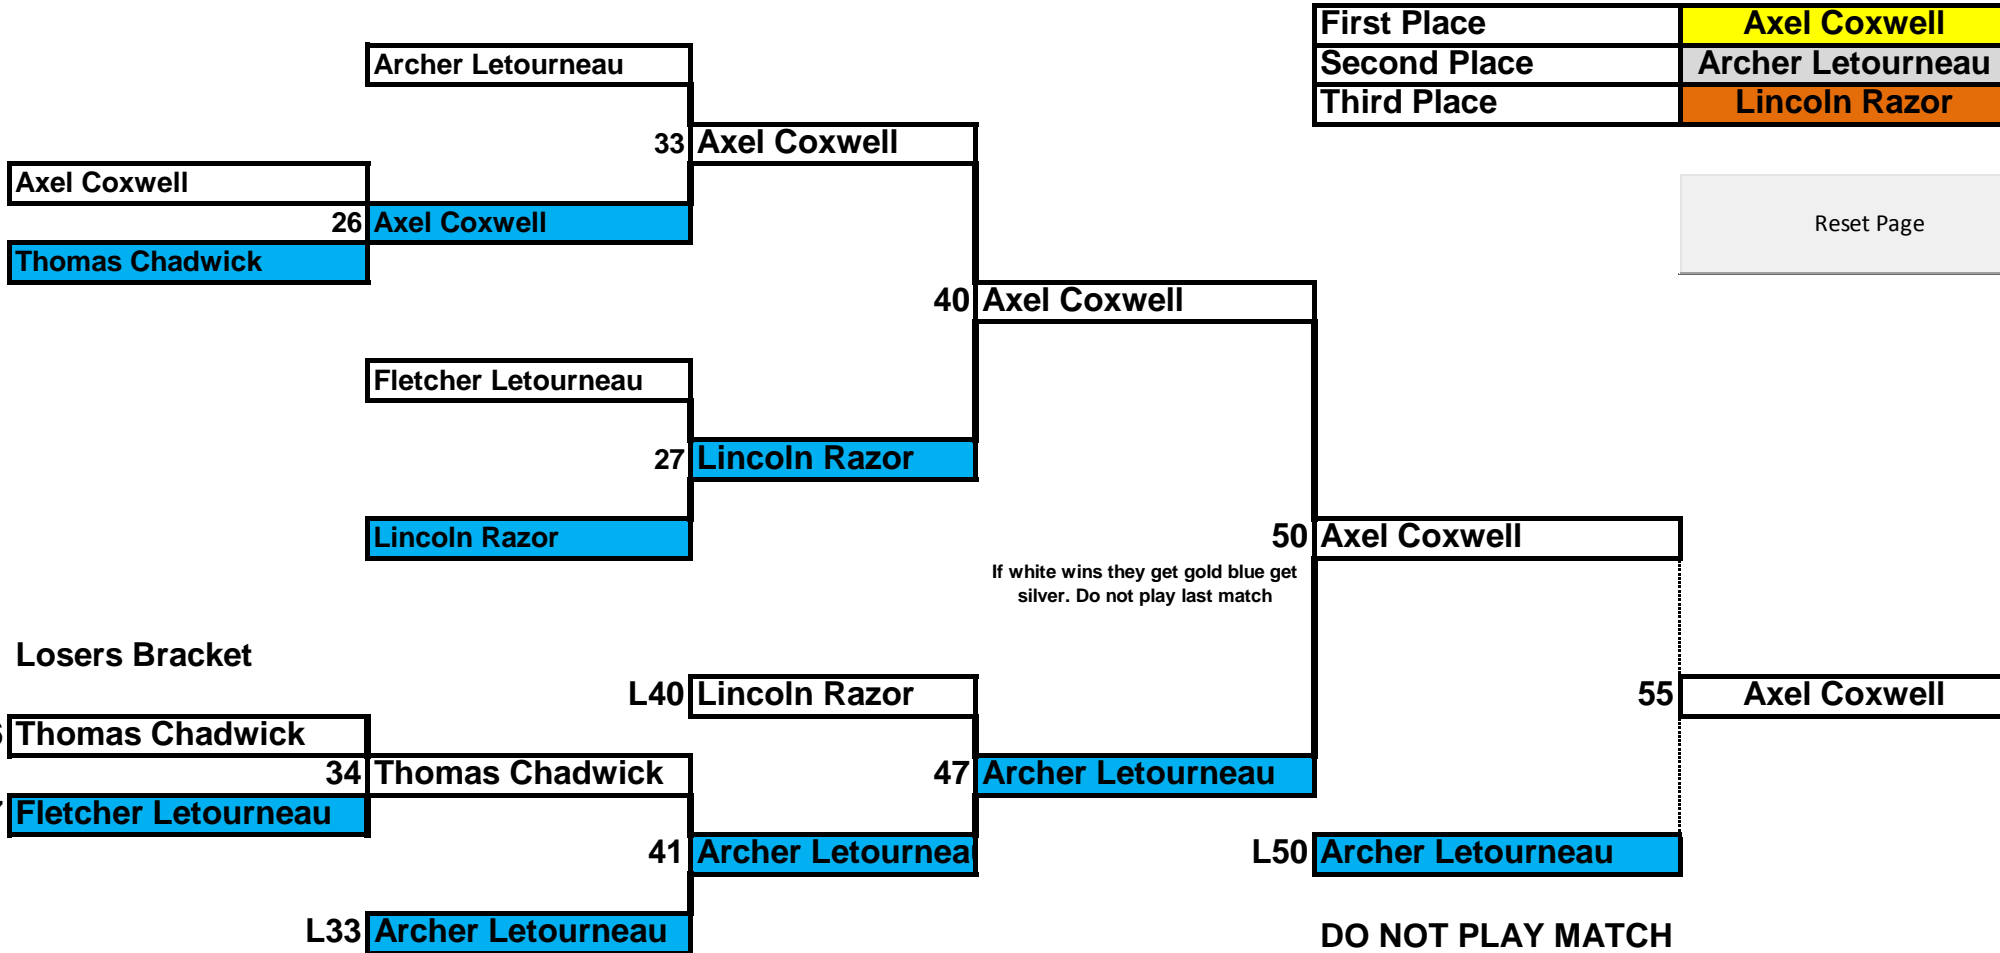 First Place Axel Coxwell
Archer Letourneau Second Place Archer Letourneau
Third Place Lincoln Razor
33 Axel Coxwell
Axel Coxwell
26 Axel Coxwell Reset Page
Thomas Chadwick
40 Axel Coxwell
Fletcher Letourneau
27 Lincoln Razor
Lincoln Razor 50 Axel Coxwell
If white wins they get gold blue get
silver. Do not play last match
Losers Bracket
L40 Lincoln Razor 55 Axel Coxwell
Thomas Chadwick
34 Thomas Chadwick 47 Archer Letourneau
Fletcher Letourneau
41 Archer Letournea L50 Archer Letourneau
L33 Archer Letourneau DO NOT PLAY MATCH